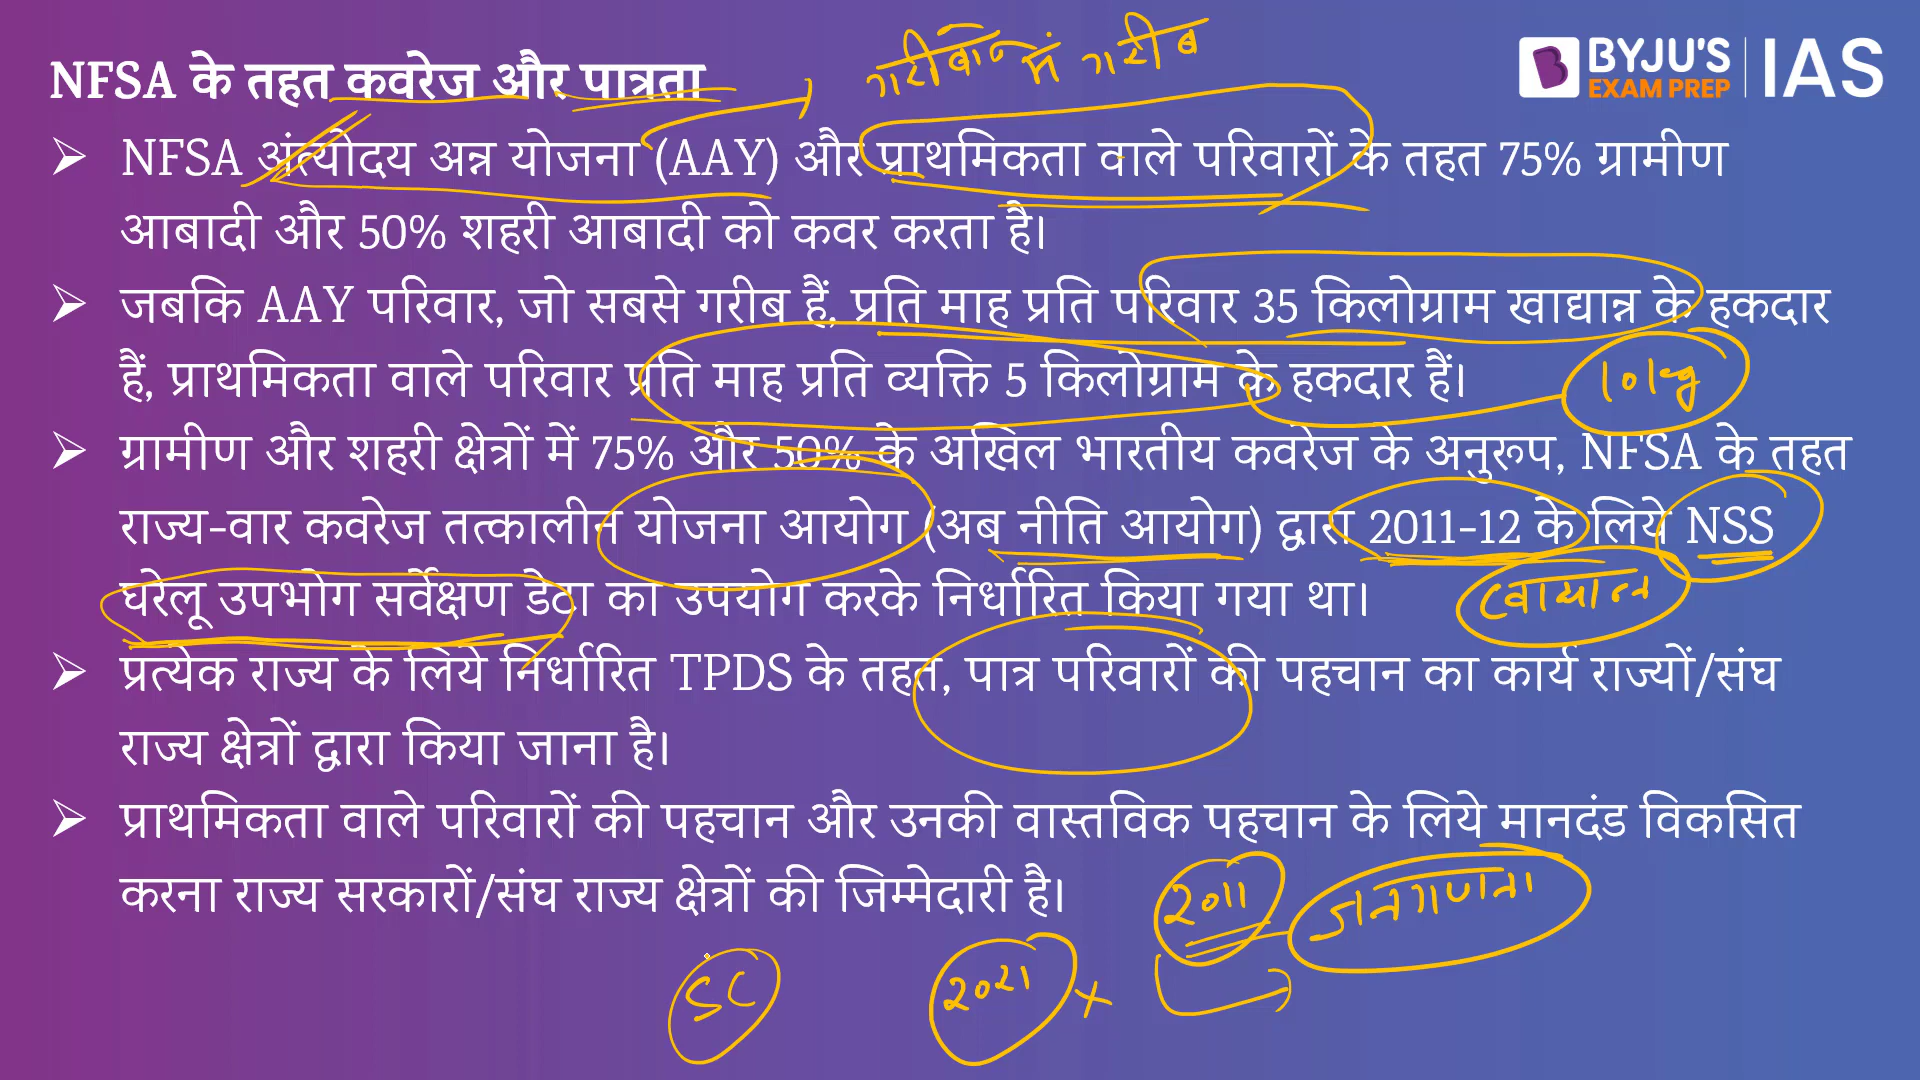 गरीबों में गरीब
BYJU'S
EXAM PREP
IAS
NFSA के तहत कवरेज और पात्रता
➢ NFSA अंत्योदय अन्न योजना (AAY) और प्राथमिकता वाले परिवारों के तहत 75% ग्रामीण
आबादी और 50% शहरी आबादी को कवर करता है।
➢ जबकि AAY परिवार, जो सबसे गरीब हैं, प्रति माह प्रति परिवार 35 किलोग्राम खाद्यान्न के हकदार
हैं, प्राथमिकता वाले परिवार प्रति माह प्रति व्यक्ति 5 किलोग्राम के हकदार हैं।
10kg
➢ ग्रामीण और शहरी क्षेत्रों में 75% और 50% के अखिल भारतीय कवरेज के अनुरूप, NFSA के तहत
राज्य-वार कवरेज तत्कालीन योजना आयोग (अब नीति आयोग) द्वारा 2011-12 के लिये NSS
घरेलू उपभोग सर्वेक्षण डेटा का उपयोग करके निर्धारित किया गया था।
➢ प्रत्येक राज्य के लिये निर्धारित TPDS के तहत, पात्र परिवारों की पहचान का कार्य राज्यों/संघ
राज्य क्षेत्रों द्वारा किया जाना है।
➢ प्राथमिकता वाले परिवारों की पहचान और उनकी वास्तविक पहचान के लिये मानदंड विकसित
करना राज्य सरकारों/संघ राज्य क्षेत्रों की जिम्मेदारी है।
2011 जनगणना
SC 2021 ×